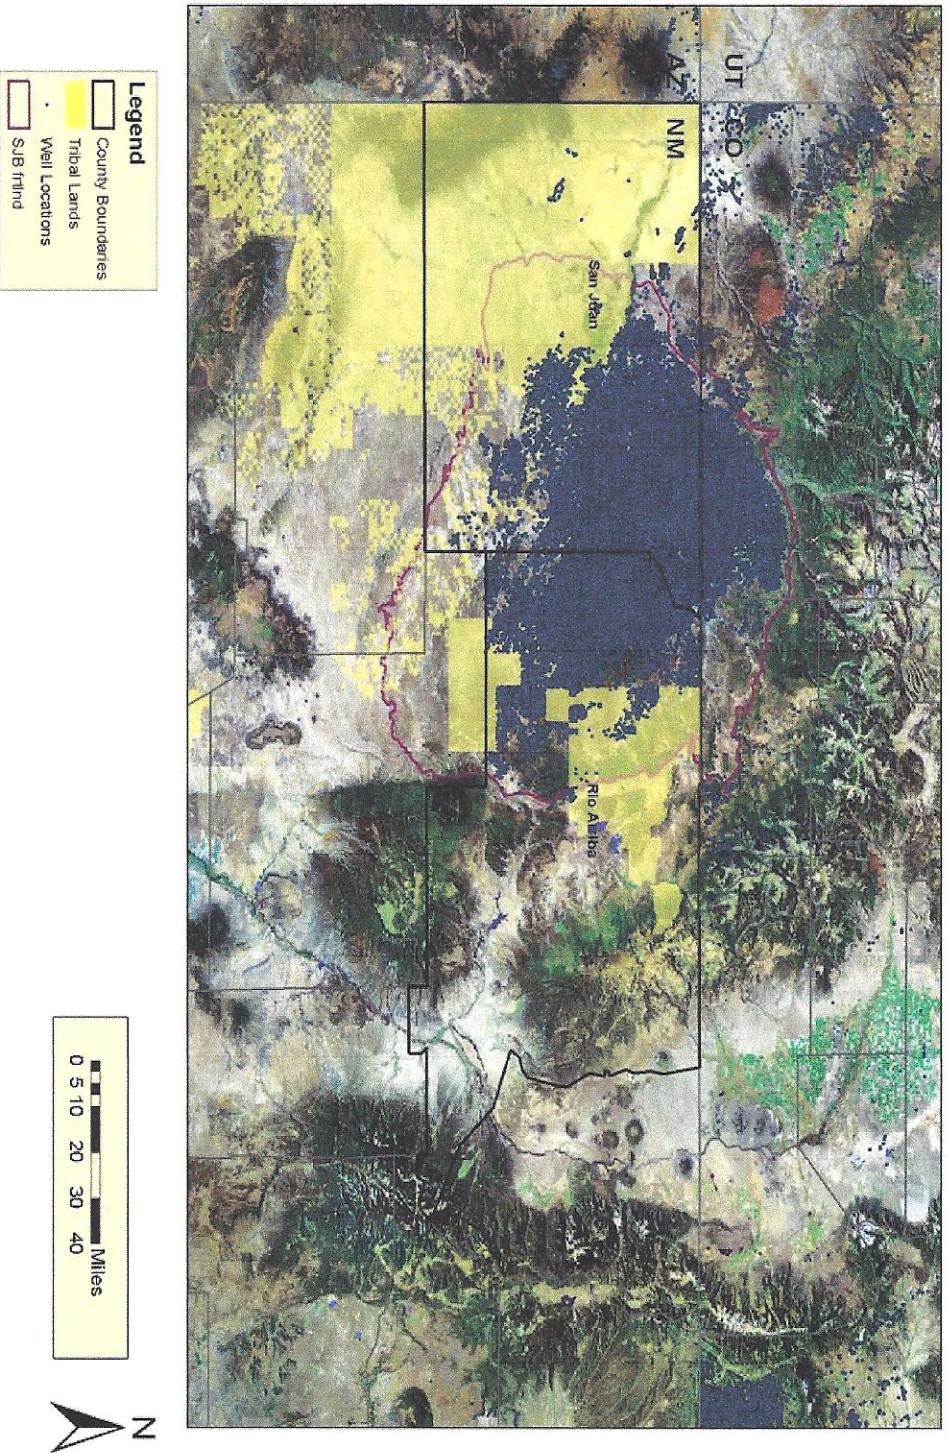 UT
CO
AZ
NM
San Juan
Rio Arriba
Legend
County Boundaries
Tribal Lands
Well Locations
SJB frtlnd
0 5 10 20 30 40
Miles
N